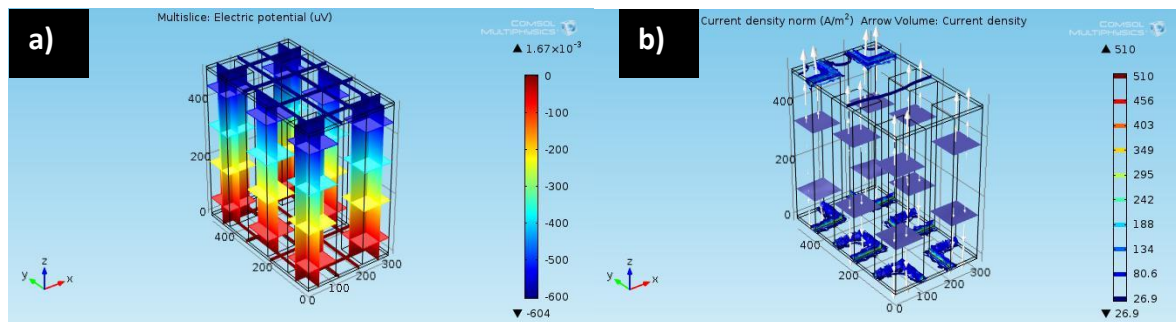 a)
Multislice: Electric potential (uV)
COMSOL
MULTIPHYSICS
▲ 1.67×10⁻³
0
-100
-200
-300
-400
-500
-600
▼ -604
400
200
0
400
200
0
0
100
200
300
z
y
x
b)
Current density norm (A/m²) Arrow Volume: Current density
COMSOL
MULTIPHYSICS
▲ 510
510
456
403
349
295
242
188
134
80.6
26.9
▼ 26.9
400
200
0
400
200
0
0
100
200
300
z
y
x